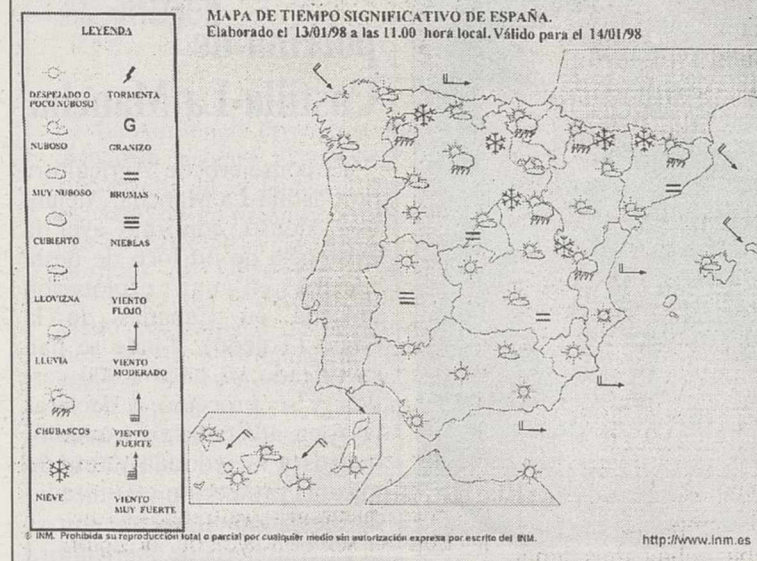 MAPA DE TIEMPO SIGNIFICATIVO DE ESPAÑA.
Elaborado el 13/01/98 a las 11.00 hora local. Válido para el 14/01/98
LEYENDA
DESPEJADO O
POCO NUBOSO
TORMENTA
NUBOSO
G
GRANIZO
MUY NUBOSO
BRUMAS
CUBIERTO
NIEBLAS
LLOVIZNA
VIENTO
FLOJO
LLUVIA
VIENTO
MODERADO
CHUBASCOS
VIENTO
FUERTE
NIEVE
VIENTO
MUY FUERTE
© INM. Prohibida su reproducción total o parcial por cualquier medio sin autorización expresa por escrito del INM.
http://www.inm.es